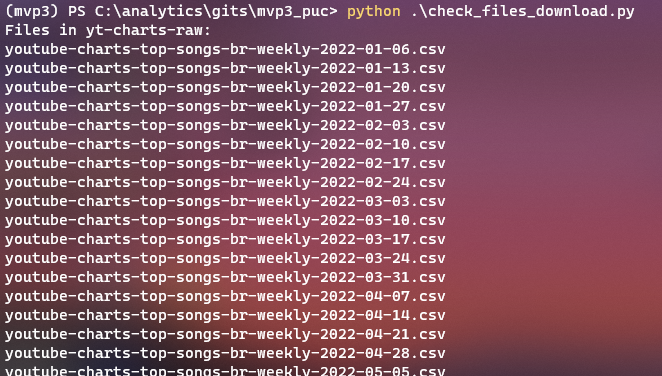 (mvp3) PS C:\analytics\gits\mvp3_puc> python .\check_files_download.py
Files in yt-charts-raw:
youtube-charts-top-songs-br-weekly-2022-01-06.csv
youtube-charts-top-songs-br-weekly-2022-01-13.csv
youtube-charts-top-songs-br-weekly-2022-01-20.csv
youtube-charts-top-songs-br-weekly-2022-01-27.csv
youtube-charts-top-songs-br-weekly-2022-02-03.csv
youtube-charts-top-songs-br-weekly-2022-02-10.csv
youtube-charts-top-songs-br-weekly-2022-02-17.csv
youtube-charts-top-songs-br-weekly-2022-02-24.csv
youtube-charts-top-songs-br-weekly-2022-03-03.csv
youtube-charts-top-songs-br-weekly-2022-03-10.csv
youtube-charts-top-songs-br-weekly-2022-03-17.csv
youtube-charts-top-songs-br-weekly-2022-03-24.csv
youtube-charts-top-songs-br-weekly-2022-03-31.csv
youtube-charts-top-songs-br-weekly-2022-04-07.csv
youtube-charts-top-songs-br-weekly-2022-04-14.csv
youtube-charts-top-songs-br-weekly-2022-04-21.csv
youtube-charts-top-songs-br-weekly-2022-04-28.csv
youtube-charts-top-songs-br-weekly-2022-05-05.csv